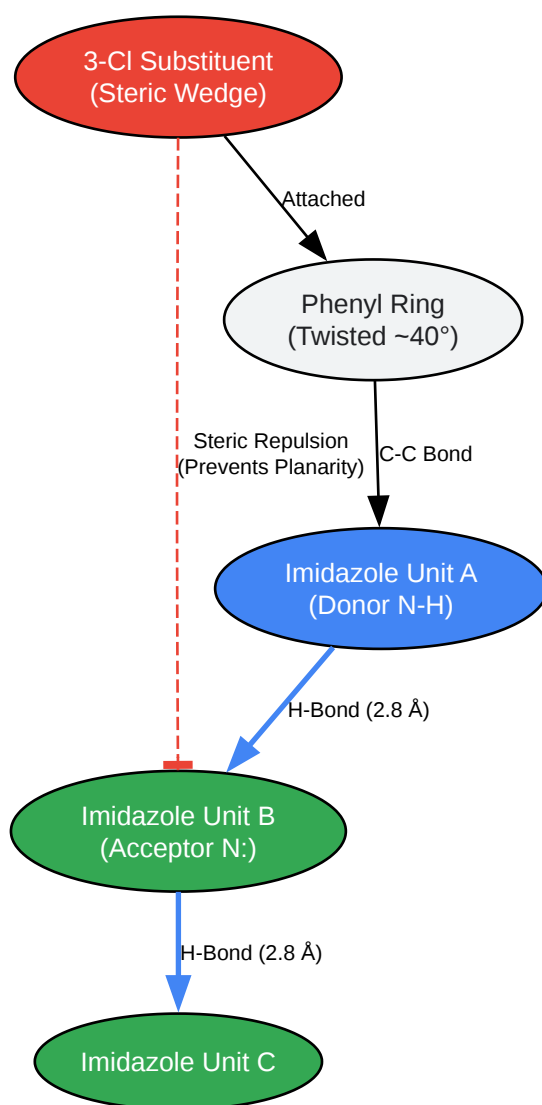 3-Cl Substituent
(Steric Wedge)
Attached
Phenyl Ring
(Twisted ~40°)
Steric Repulsion
(Prevents Planarity)
C-C Bond
Imidazole Unit A
(Donor N-H)
H-Bond (2.8 Å)
Imidazole Unit B
(Acceptor N:)
H-Bond (2.8 Å)
Imidazole Unit C